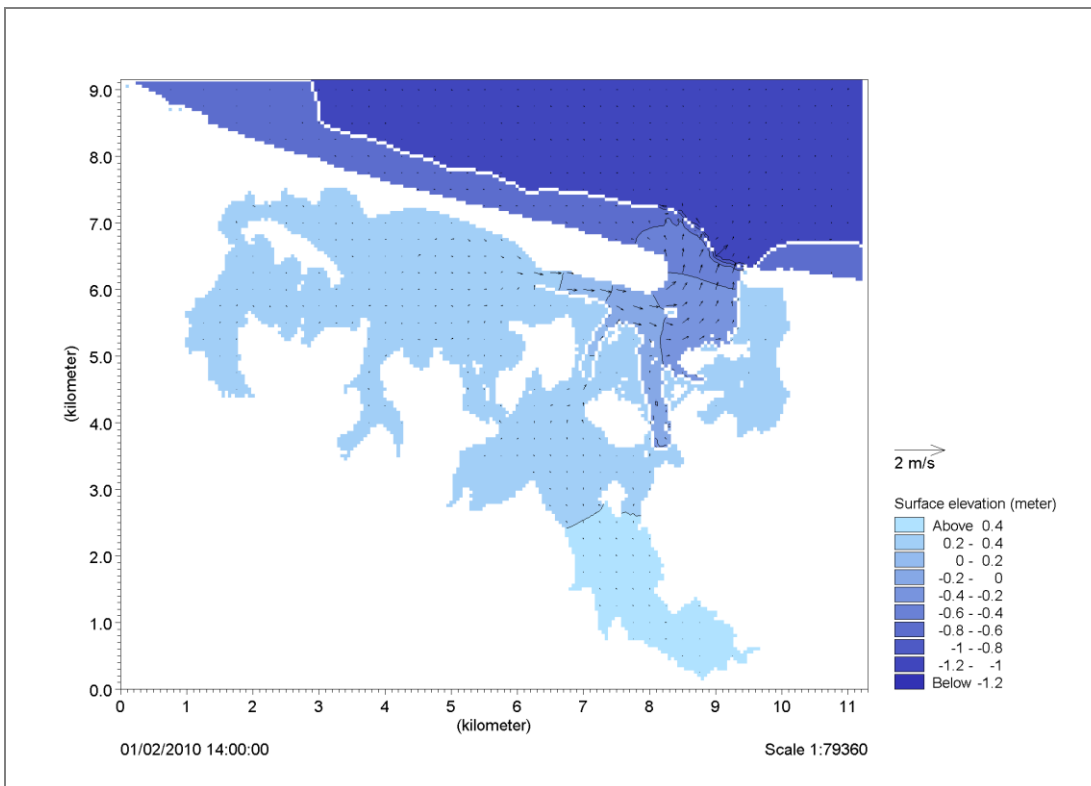 9.0
8.0
7.0
6.0
5.0
4.0
3.0
2.0
1.0
0.0
(kilometer)
0 1 2 3 4 5 6 7 8 9 10 11
(kilometer)
01/02/2010 14:00:00
Scale 1:79360
2 m/s
Surface elevation (meter)
Above 0.4
0.2 - 0.4
0 - 0.2
-0.2 - 0
-0.4 - -0.2
-0.6 - -0.4
-0.8 - -0.6
-1 - -0.8
-1.2 - -1
Below -1.2